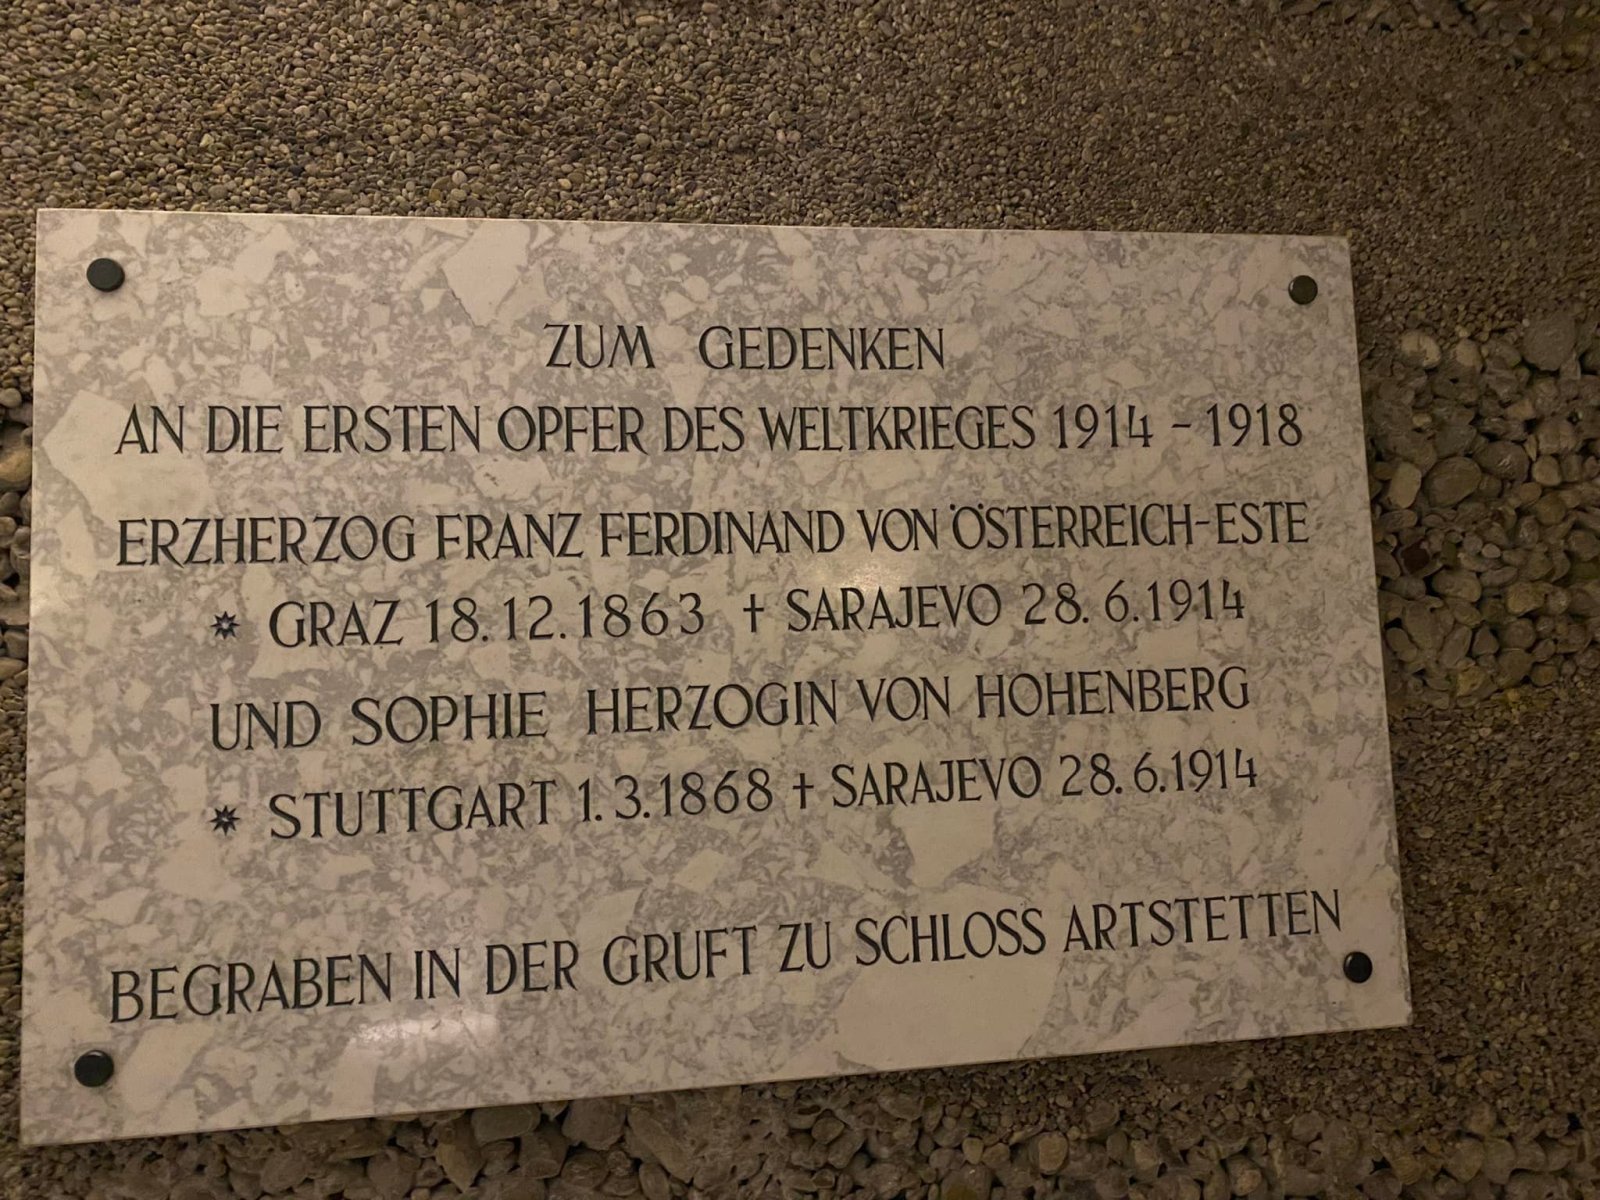 ZUM GEDENKEN
AN DIE ERSTEN OPFER DES WELTKRIEGES 1914 - 1918
ERZHERZOG FRANZ FERDINAND VON ÖSTERREICH-ESTE
* GRAZ 18.12.1863 † SARAJEVO 28.6.1914
UND SOPHIE HERZOGIN VON HOHENBERG
* STUTTGART 1.3.1868 † SARAJEVO 28.6.1914
BEGRABEN IN DER GRUFT ZU SCHLOSS ARTSTETTEN